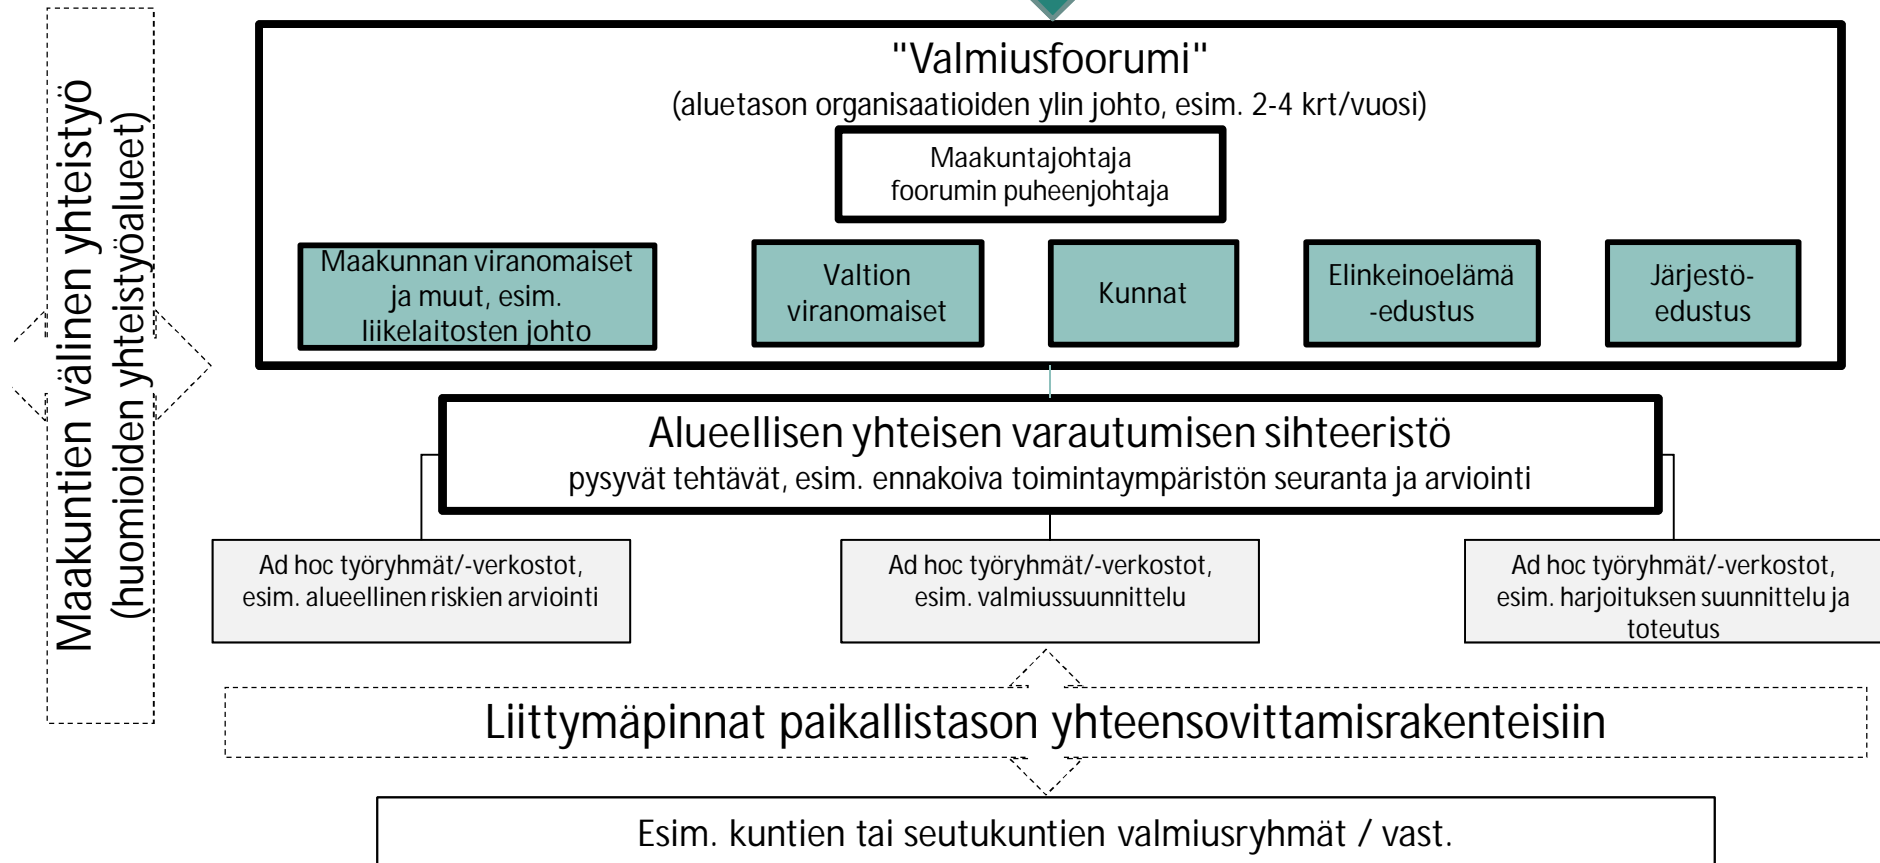 Maakuntien välinen yhteistyö
(huomioiden yhteistyöalueet)
"Valmiusfoorumi"
(aluetason organisaatioiden ylin johto, esim. 2-4 krt/vuosi)
Maakuntajohtaja
foorumin puheenjohtaja
Maakunnan viranomaiset
ja muut, esim.
liikelaitosten johto
Valtion
viranomaiset
Kunnat
Elinkeinoelämä
-edustus
Järjestö-
edustus
Alueellisen yhteisen varautumisen sihteeristö
pysyvät tehtävät, esim. ennakoiva toimintaympäristön seuranta ja arviointi
Ad hoc työryhmät/-verkostot,
esim. alueellinen riskien arviointi
Ad hoc työryhmät/-verkostot,
esim. valmiussuunnittelu
Ad hoc työryhmät/-verkostot,
esim. harjoituksen suunnittelu ja
toteutus
Liittymäpinnat paikallistason yhteensovittamisrakenteisiin
Esim. kuntien tai seutukuntien valmiusryhmät / vast.